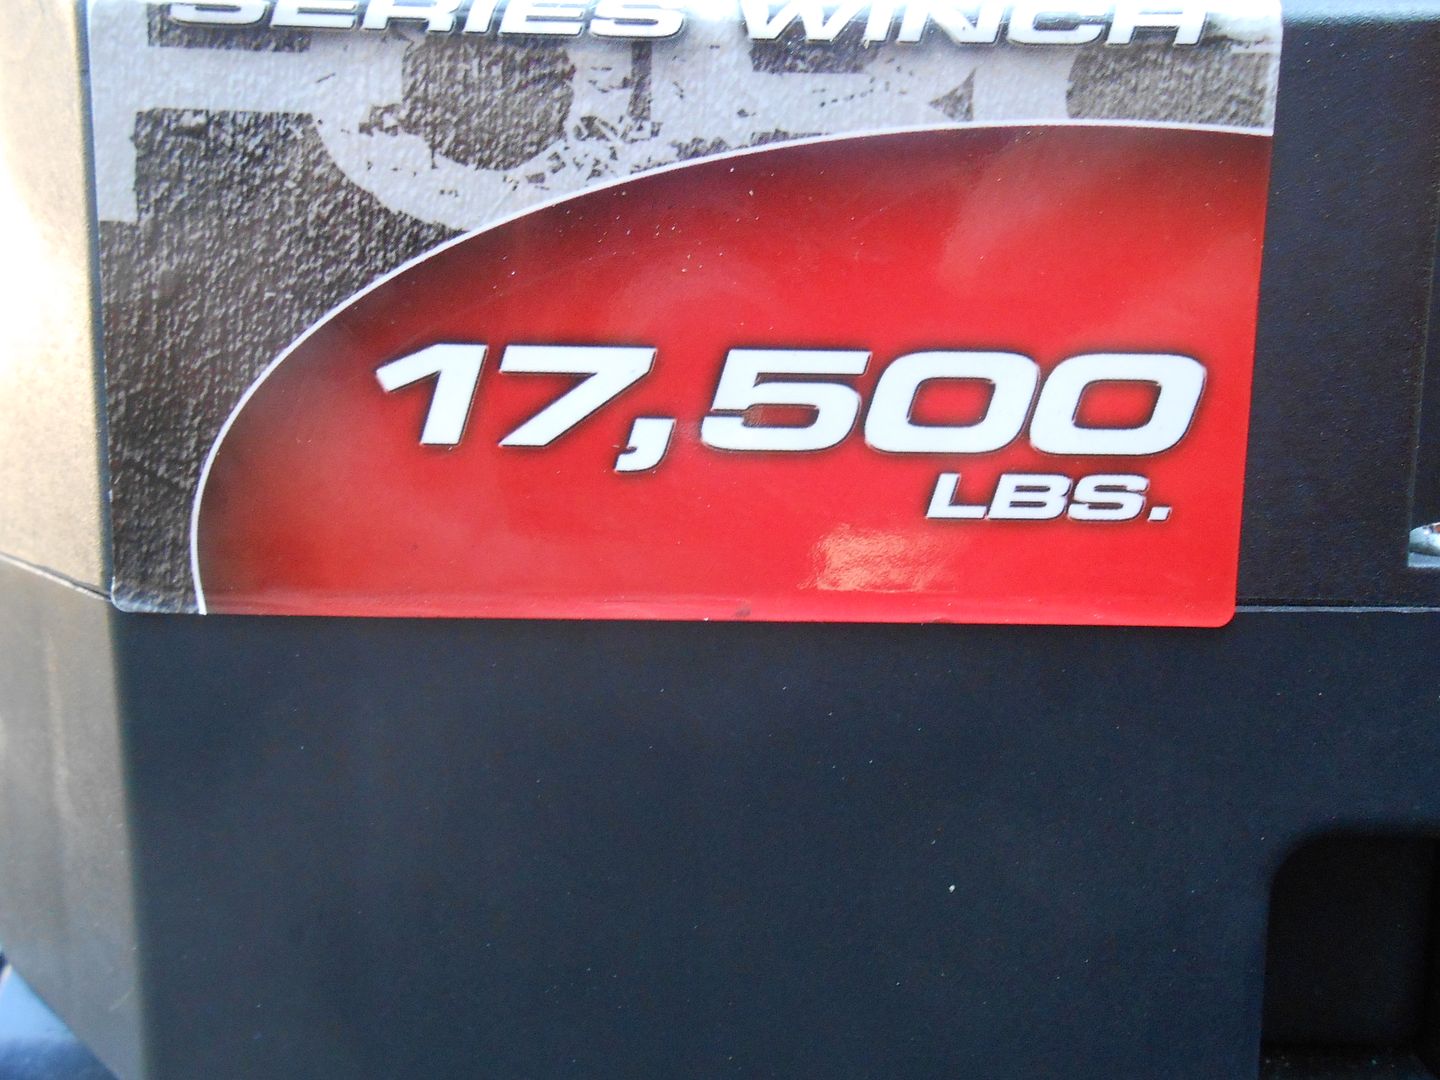 SERIES WINCH
17,500
LBS.